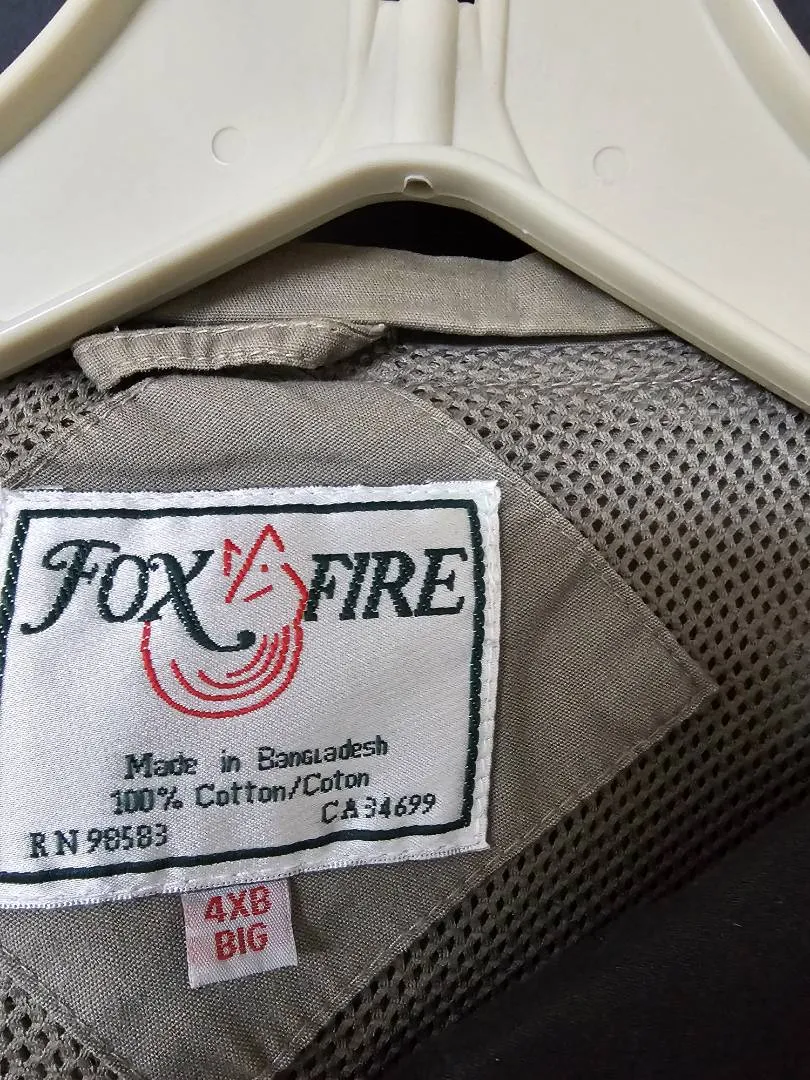 FOX FIRE
Made in Bangladesh
100% Cotton/Coton
CA34699
RN 98583
4XB
BIG